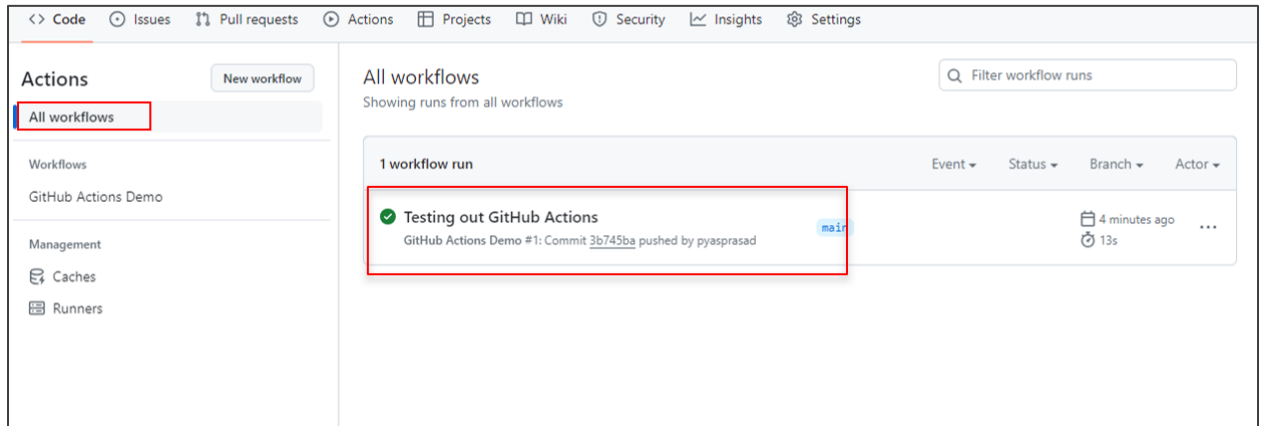 <> Code Issues Pull requests Actions Projects Wiki Security Insights Settings
Actions
New workflow
All workflows
Workflows
GitHub Actions Demo
Management
Caches
Runners
All workflows
Showing runs from all workflows
Filter workflow runs
1 workflow run
Event Status Branch Actor
Testing out GitHub Actions
GitHub Actions Demo #1: Commit 3b745ba pushed by pyasprasad
main
4 minutes ago
13s
...